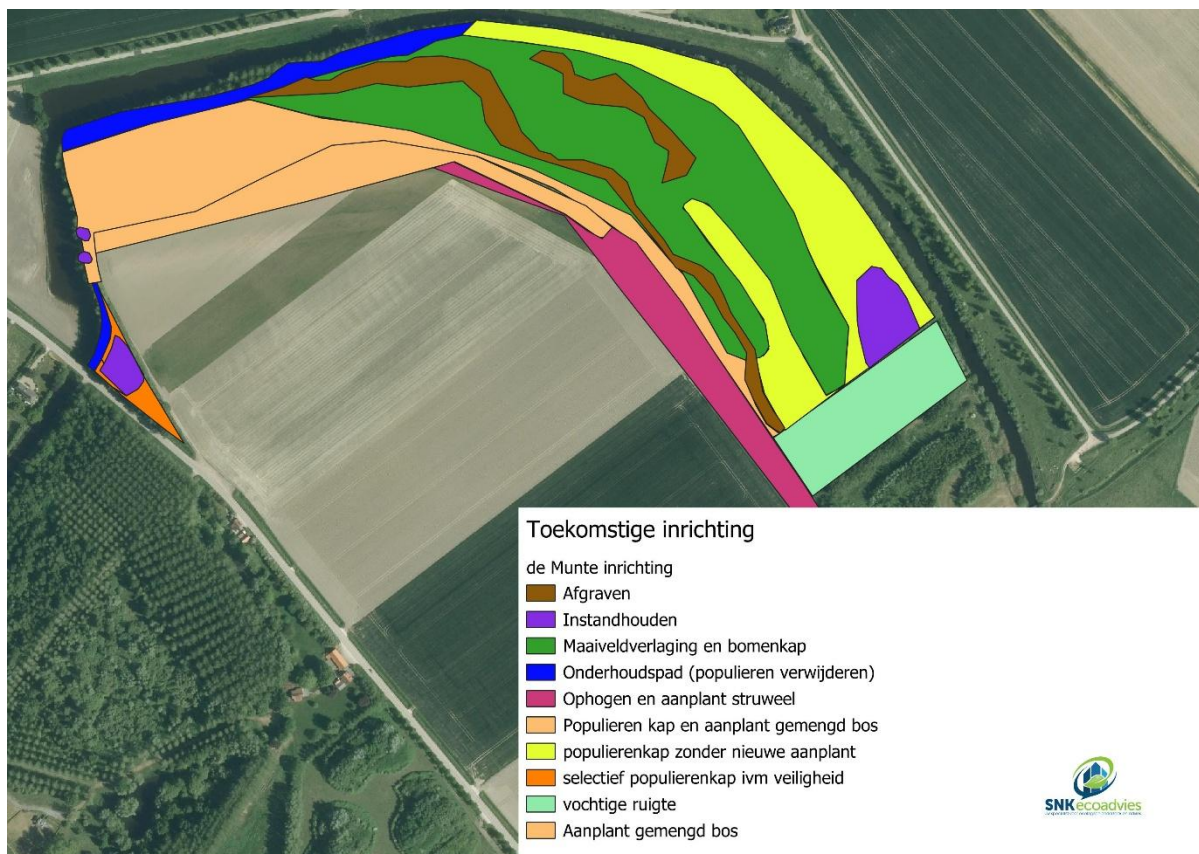 Toekomstige inrichting
de Munte inrichting
Afgraven
Instandhouden
Maaiveldverlaging en bomenkap
Onderhoudspad (populieren verwijderen)
Ophogen en aanplant struweel
Populieren kap en aanplant gemengd bos
populierenkap zonder nieuwe aanplant
selectief populierenkap ivm veiligheid
vochtige ruigte
Aanplant gemengd bos
SNKecoadvies